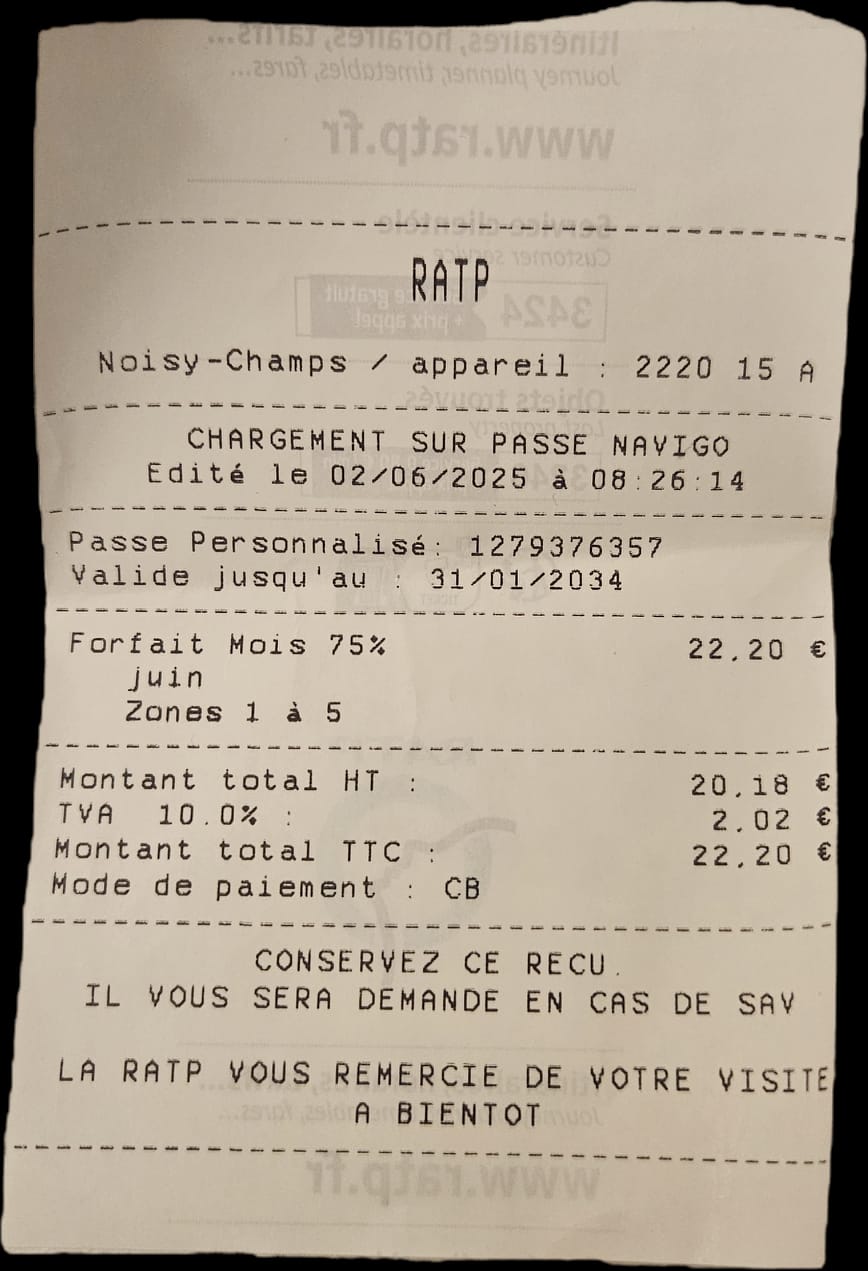 RATP
Noisy-Champs / appareil : 2220 15 A
CHARGEMENT SUR PASSE NAVIGO
Edité le 02/06/2025 à 08:26:14
Passe Personnalisé: 1279376357
Valide jusqu'au : 31/01/2034
Forfait Mois 75% 22,20 €
juin
Zones 1 à 5
Montant total HT : 20,18 €
TVA 10.0% : 2,02 €
Montant total TTC : 22,20 €
Mode de paiement : CB
CONSERVEZ CE RECU.
IL VOUS SERA DEMANDE EN CAS DE SAV
LA RATP VOUS REMERCIE DE VOTRE VISITE
A BIENTOT